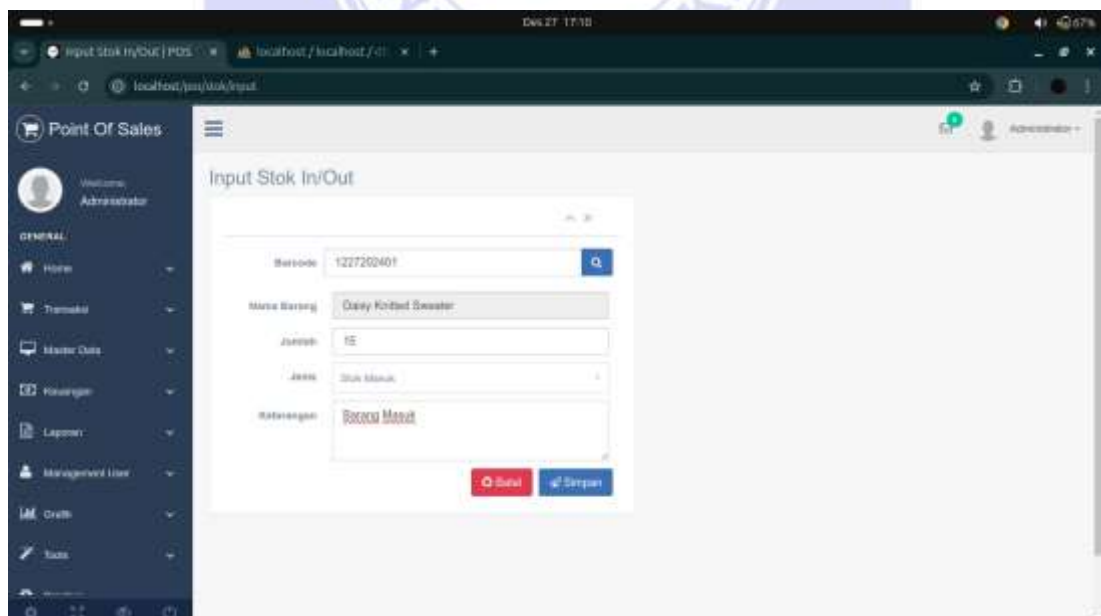 Des 27 17:10
67%
Input Stok In/Out | POS
localhost / localhost / d
localhost/pos/stok/input
Point Of Sales
Administrator
Welcome,
Administrator
GENERAL
Home
Transaksi
Master Data
Keuangan
Laporan
Management User
Grafik
Tools
Input Stok In/Out
Barcode 1227202401
Nama Barang Daisy Knitted Sweater
Jumlah 15
Jenis Stok Masuk
Keterangan Barang Masuk
Batal Simpan